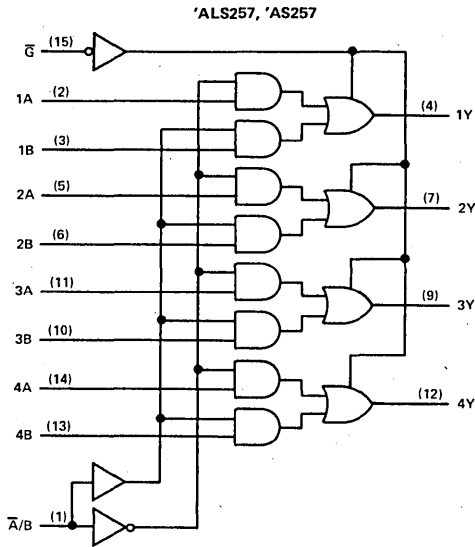 'ALS257, 'AS257
G̅ (15)
1A (2)
(4) 1Y
1B (3)
2A (5)
(7) 2Y
2B (6)
3A (11)
(9) 3Y
3B (10)
4A (14)
(12) 4Y
4B (13)
A̅/B (1)